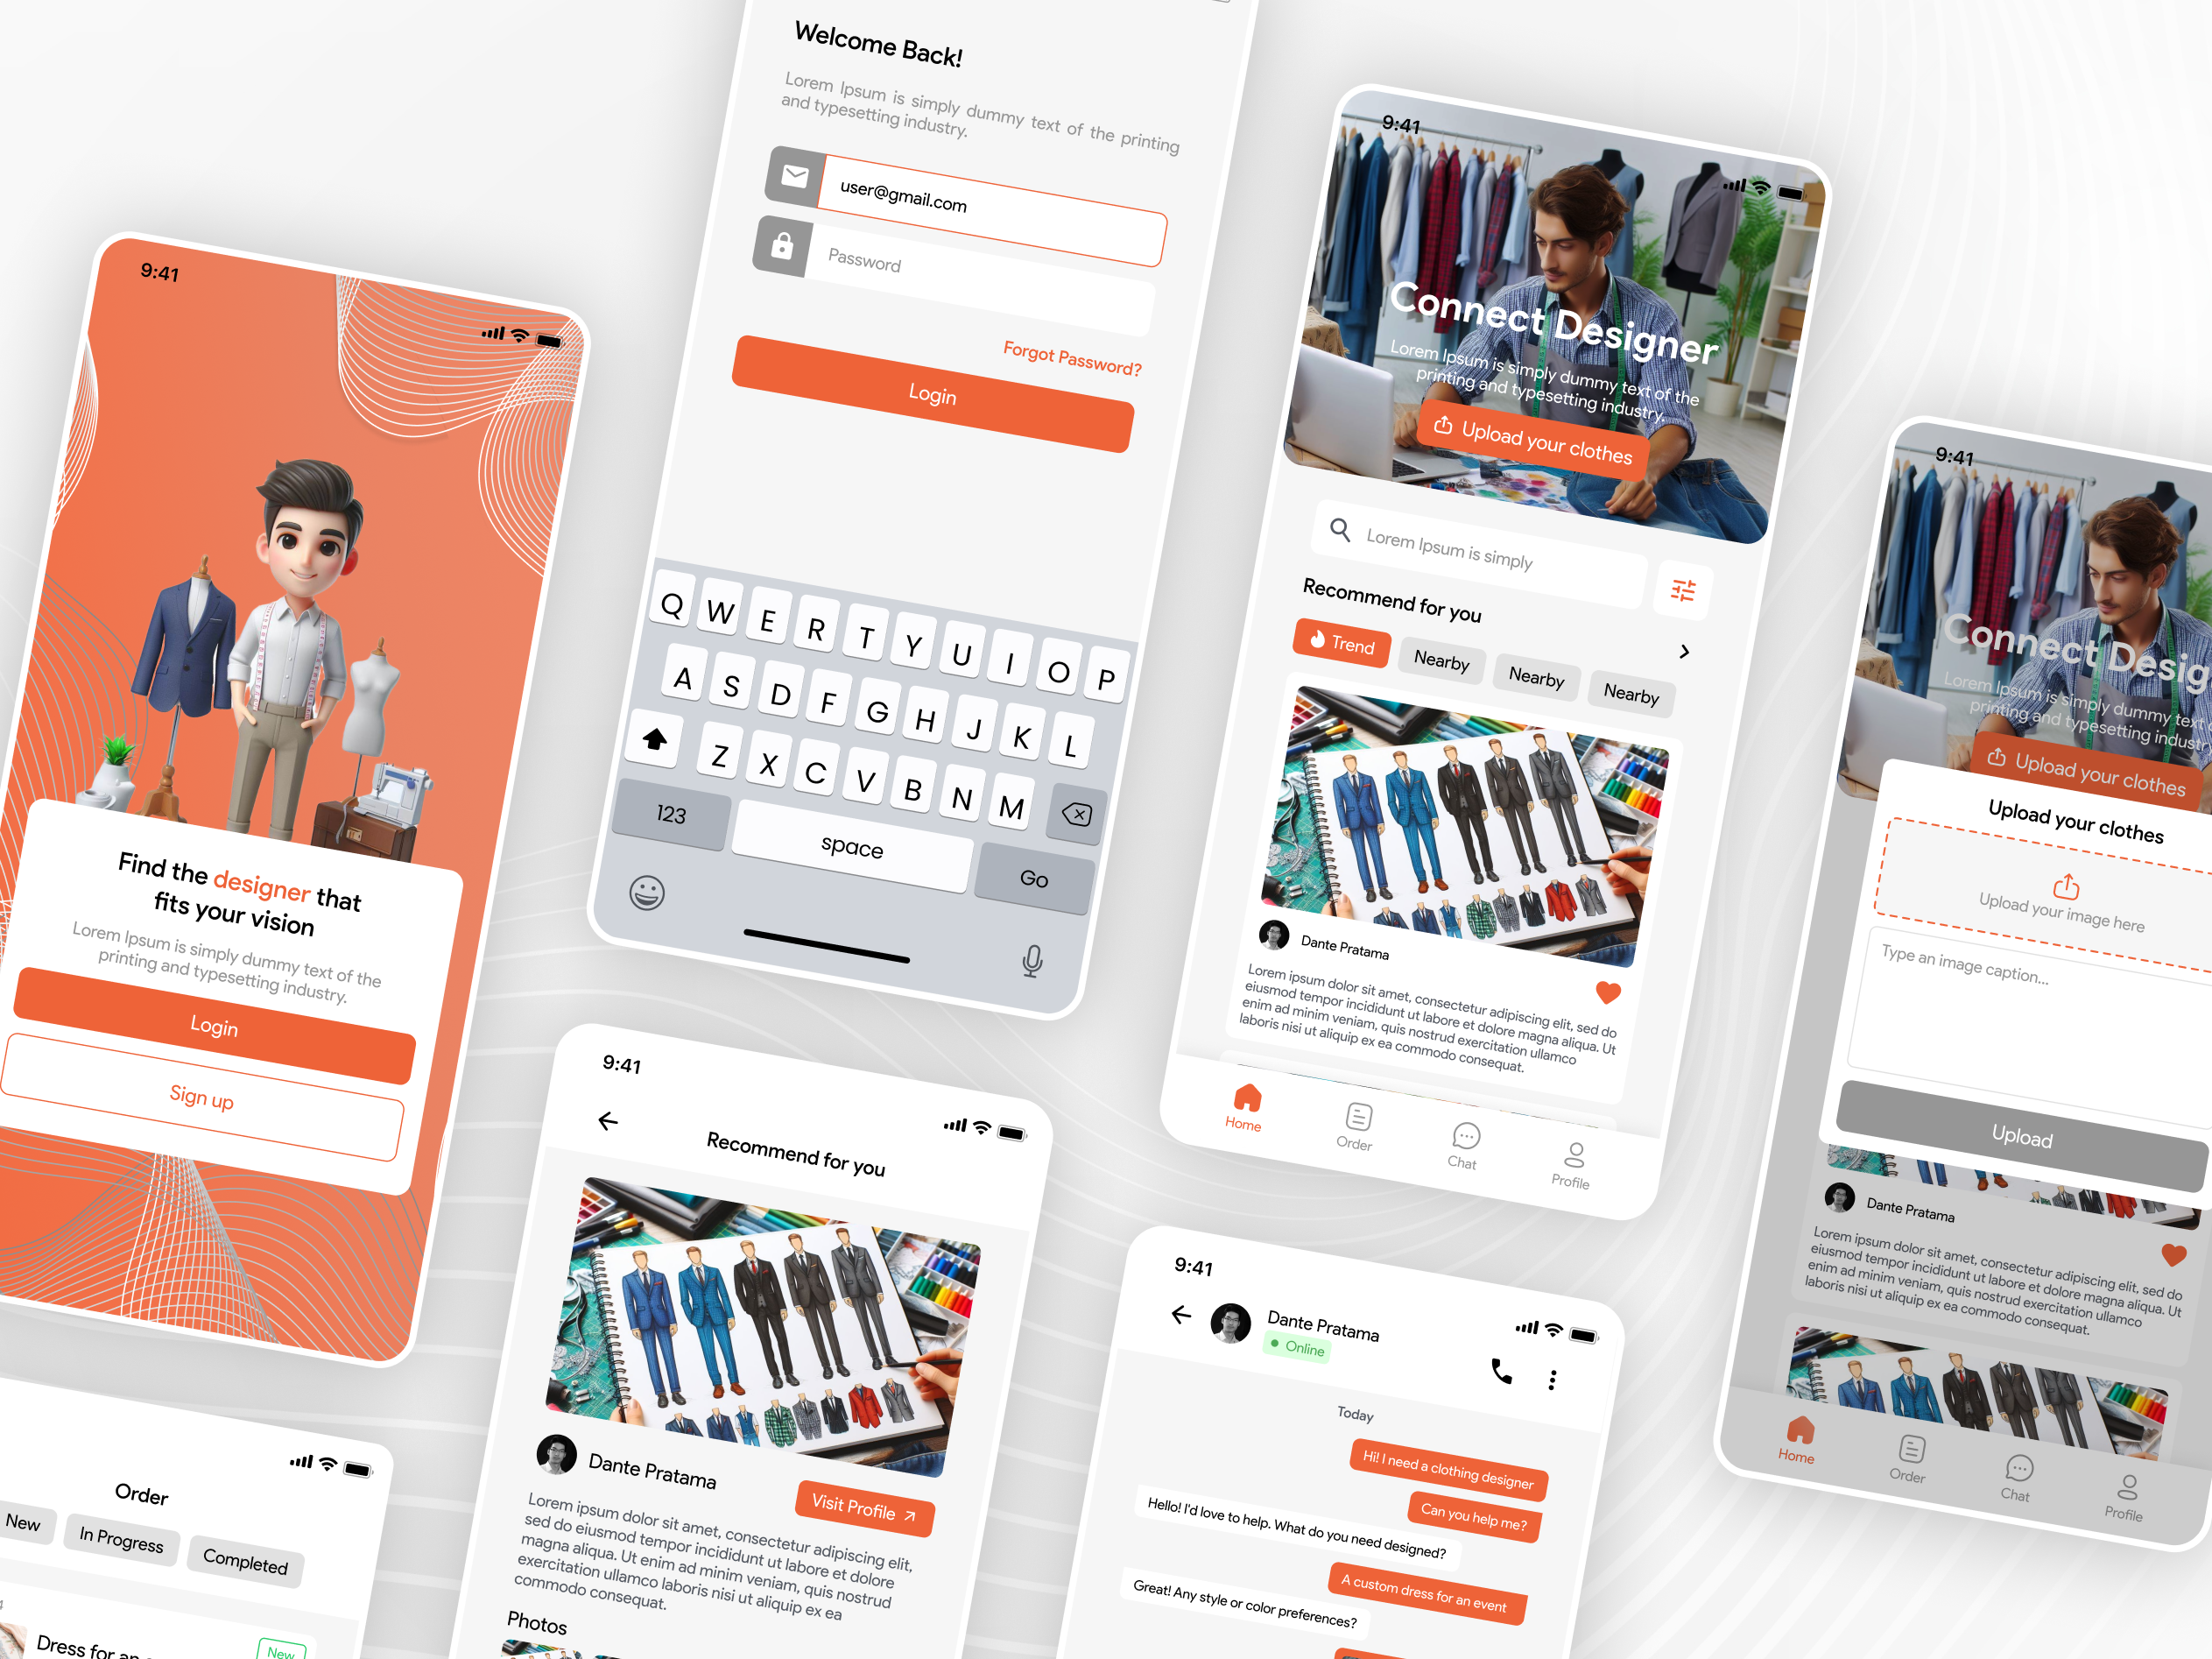 9:41
Find the designer that
fits your vision
Lorem Ipsum is simply dummy text of the
printing and typesetting industry.
Login
Sign up
Welcome Back!
Lorem Ipsum is simply dummy text of the printing
and typesetting industry.
user@gmail.com
Password
Forgot Password?
Login
Q W E R T Y U I O P
A S D F G H J K L
Z X C V B N M
123 space Go
9:41
Connect Designer
Lorem Ipsum is simply dummy text of the
printing and typesetting industry.
Upload your clothes
Lorem Ipsum is simply
Recommend for you
Trend Nearby Nearby Nearby
Dante Pratama
Lorem ipsum dolor sit amet, consectetur adipiscing elit, sed do
eiusmod tempor incididunt ut labore et dolore magna aliqua. Ut
enim ad minim veniam, quis nostrud exercitation ullamco
laboris nisi ut aliquip ex ea commodo consequat.
Home Order Chat Profile
9:41
Connect Desig
Lorem Ipsum is simply dummy text
printing and typesetting industr
Upload your clothes
Upload your clothes
Upload your image here
Type an image caption...
Upload
Dante Pratama
Lorem ipsum dolor sit amet, consectetur adipiscing elit, sed do
eiusmod tempor incididunt ut labore et dolore magna aliqua. Ut
enim ad minim veniam, quis nostrud exercitation ullamco
laboris nisi ut aliquip ex ea commodo consequat.
Home Order Chat Profile
Order
New In Progress Completed
4
Dress for an
New
9:41
Recommend for you
Dante Pratama
Visit Profile
Lorem ipsum dolor sit amet, consectetur adipiscing elit,
sed do eiusmod tempor incididunt ut labore et dolore
magna aliqua. Ut enim ad minim veniam, quis nostrud
exercitation ullamco laboris nisi ut aliquip ex ea
commodo consequat.
Photos
9:41
Dante Pratama
Online
Today
Hi! I need a clothing designer
Can you help me?
Hello! I'd love to help. What do you need designed?
A custom dress for an event
Great! Any style or color preferences?